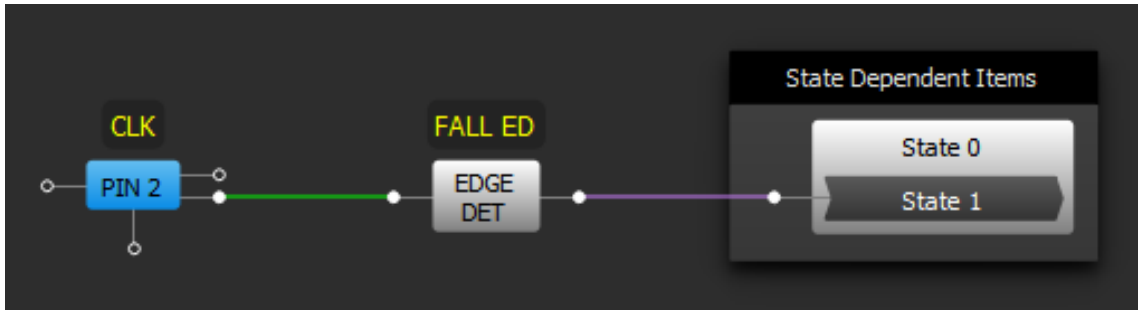 State Dependent Items
CLK
FALL ED
PIN 2
EDGE
DET
State 0
State 1